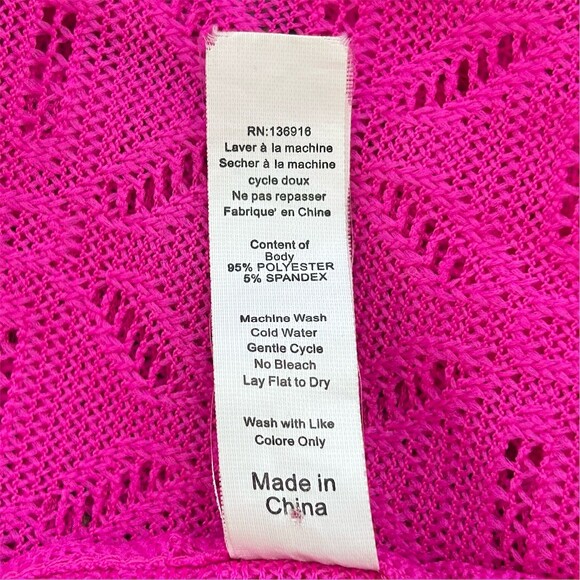 RN:136916
Laver à la machine
Secher à la machine
cycle doux
Ne pas repasser
Fabrique' en Chine
Content of
Body
95% POLYESTER
5% SPANDEX
Machine Wash
Cold Water
Gentle Cycle
No Bleach
Lay Flat to Dry
Wash with Like
Colore Only
Made in
China